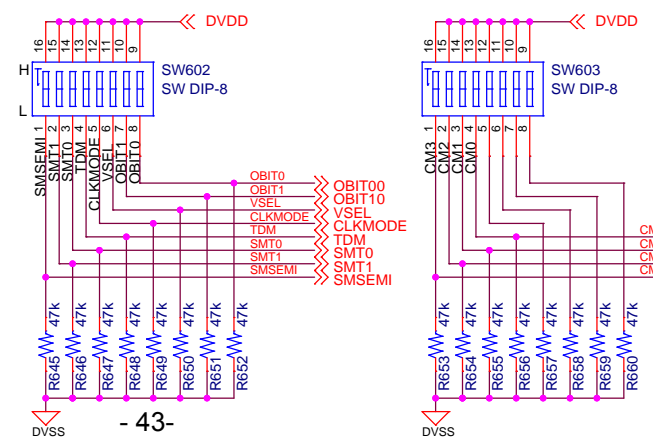 DVDD
16
15
14
13
12
11
10
9
H
L
SW602
SW DIP-8
1
2
3
4
5
6
7
8
SMSEMI
SMT1
SMT0
TDM
CLKMODE
VSEL
OBIT1
OBIT0
OBIT0
OBIT1
VSEL
CLKMODE
TDM
SMT0
SMT1
SMSEMI
OBIT00
OBIT10
VSEL
CLKMODE
TDM
SMT0
SMT1
SMSEMI
47k
47k
47k
47k
47k
47k
47k
47k
R645
R646
R647
R648
R649
R650
R651
R652
DVSS
- 43-
DVDD
16
15
14
13
12
11
10
9
SW603
SW DIP-8
1
2
3
4
5
6
7
8
CM3
CM2
CM1
CM0
CM
CM
CM
CM
47k
47k
47k
47k
47k
47k
47k
47k
R653
R654
R655
R656
R657
R658
R659
R660
DVSS